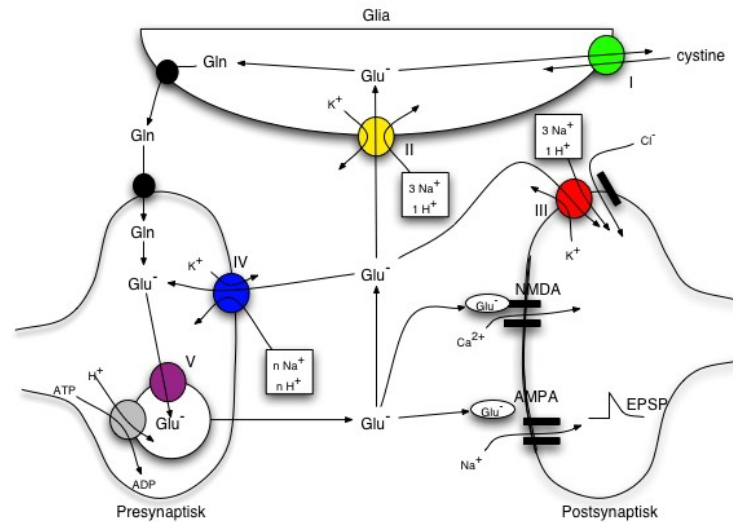 Glia
Gln
Glu-
cystine
I
K+
II
3 Na+
1 H+
3 Na+
1 H+
Cl-
Gln
III
K+
Gln
IV
K+
Glu-
Glu-
NMDA
Glu-
Ca2+
n Na+
n H+
V
H+
ATP
Glu-
ADP
Glu-
AMPA
Glu-
EPSP
Na+
Presynaptisk
Postsynaptisk